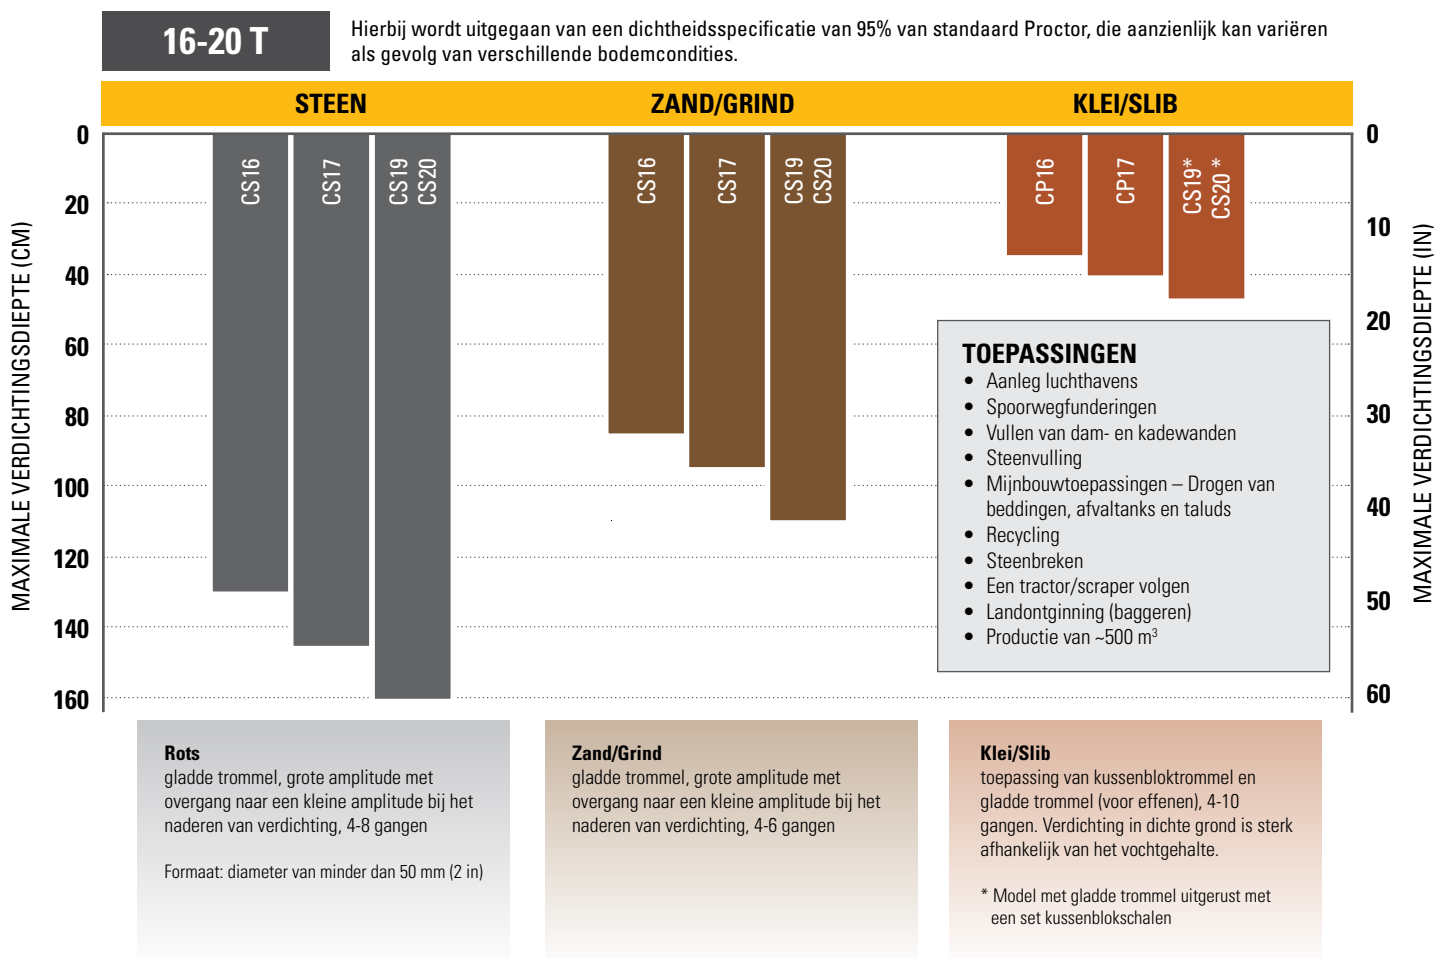 16-20 T
Hierbij wordt uitgegaan van een dichtheidsspecificatie van 95% van standaard Proctor, die aanzienlijk kan variëren
als gevolg van verschillende bodemcondities.
STEEN
ZAND/GRIND
KLEI/SLIB
MAXIMALE VERDICHTINGSDIEPTE (CM)
0
20
40
60
80
100
120
140
160
CS16
CS17
CS19
CS20
CS16
CS17
CS19
CS20
CP16
CP17
CS19*
CS20 *
0
10
20
30
40
50
60
MAXIMALE VERDICHTINGSDIEPTE (IN)
TOEPASSINGEN
• Aanleg luchthavens
• Spoorwegfunderingen
• Vullen van dam- en kadewanden
• Steenvulling
• Mijnbouwtoepassingen – Drogen van
beddingen, afvaltanks en taluds
• Recycling
• Steenbreken
• Een tractor/scraper volgen
• Landontginning (baggeren)
• Productie van ~500 m³
Rots
gladde trommel, grote amplitude met
overgang naar een kleine amplitude bij het
naderen van verdichting, 4-8 gangen
Formaat: diameter van minder dan 50 mm (2 in)
Zand/Grind
gladde trommel, grote amplitude met
overgang naar een kleine amplitude bij het
naderen van verdichting, 4-6 gangen
Klei/Slib
toepassing van kussenbloktrommel en
gladde trommel (voor effenen), 4-10
gangen. Verdichting in dichte grond is sterk
afhankelijk van het vochtgehalte.
* Model met gladde trommel uitgerust met
een set kussenblokschalen